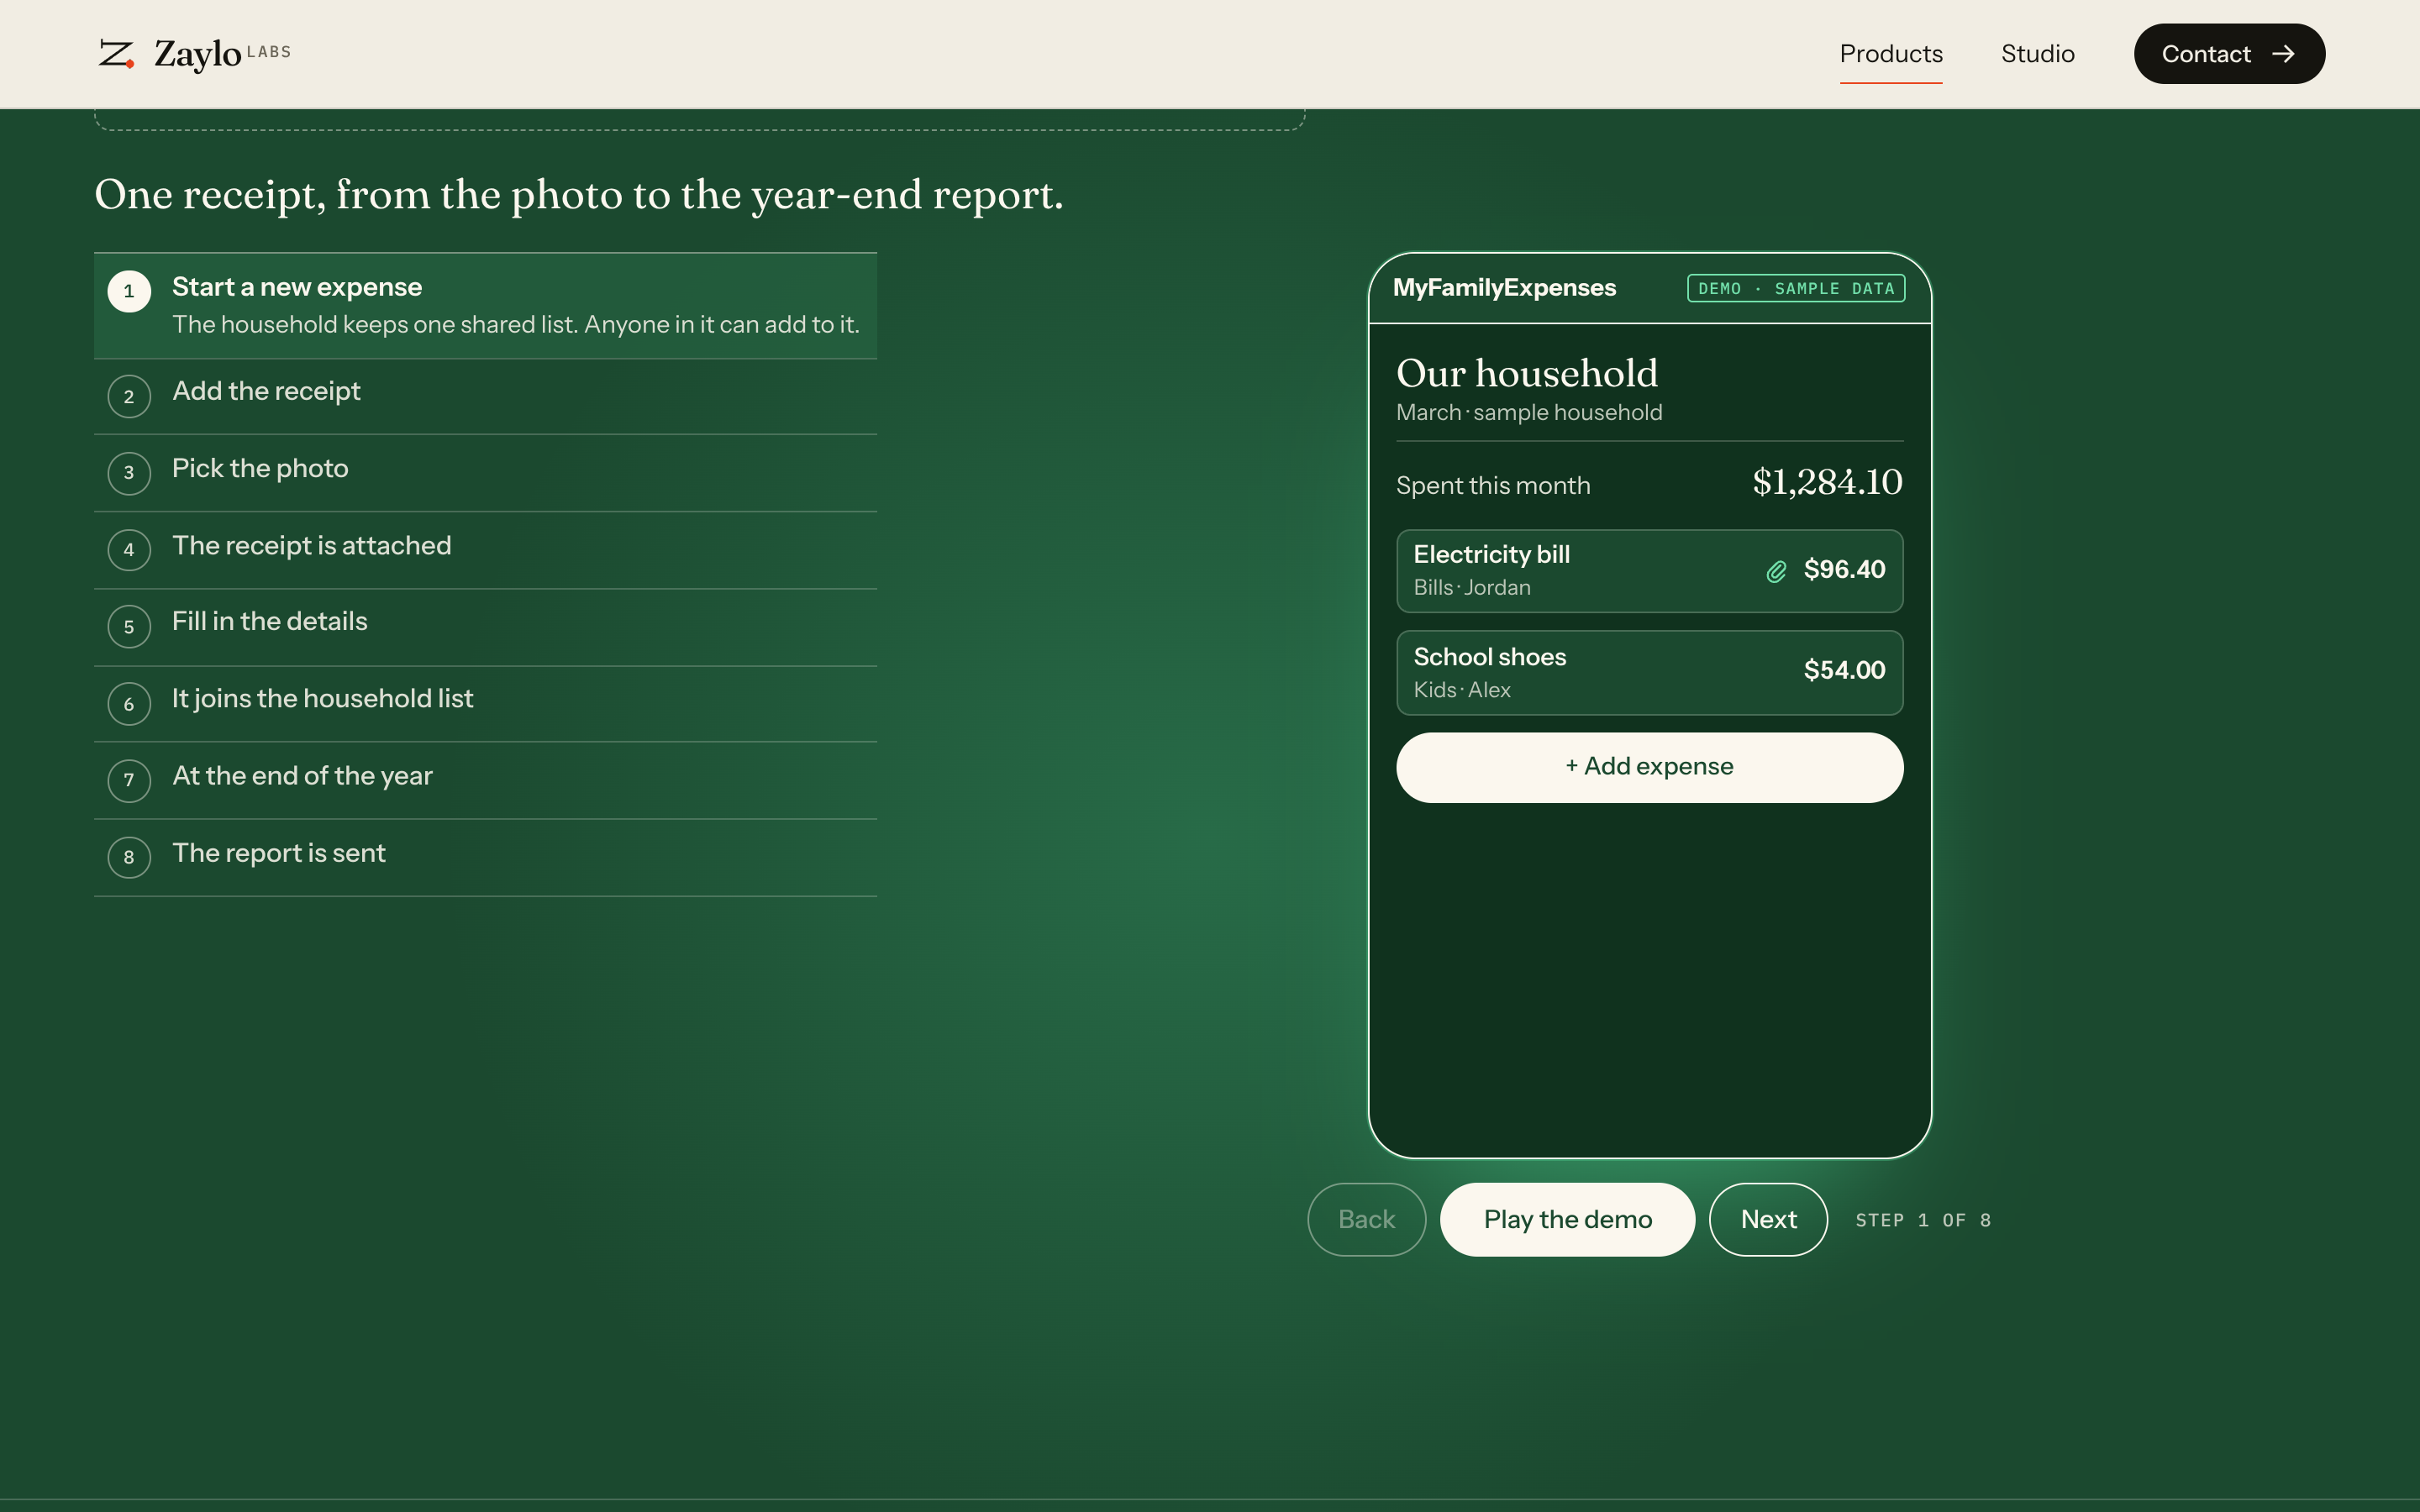 Zaylo LABS
Products
Studio
Contact →
One receipt, from the photo to the year-end report.
1
Start a new expense
The household keeps one shared list. Anyone in it can add to it.
2
Add the receipt
3
Pick the photo
4
The receipt is attached
5
Fill in the details
6
It joins the household list
7
At the end of the year
8
The report is sent
MyFamilyExpenses
DEMO · SAMPLE DATA
Our household
March · sample household
Spent this month
$1,284.10
Electricity bill
Bills · Jordan
$96.40
School shoes
Kids · Alex
$54.00
+ Add expense
Back
Play the demo
Next
STEP 1 OF 8